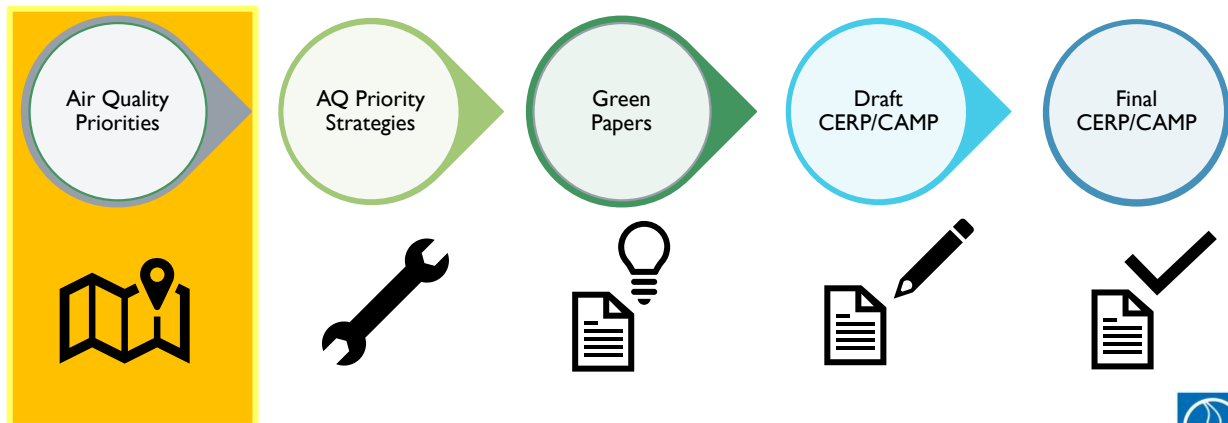 Air Quality
Priorities
AQ Priority
Strategies
Green
Papers
Draft
CERP/CAMP
Final
CERP/CAMP